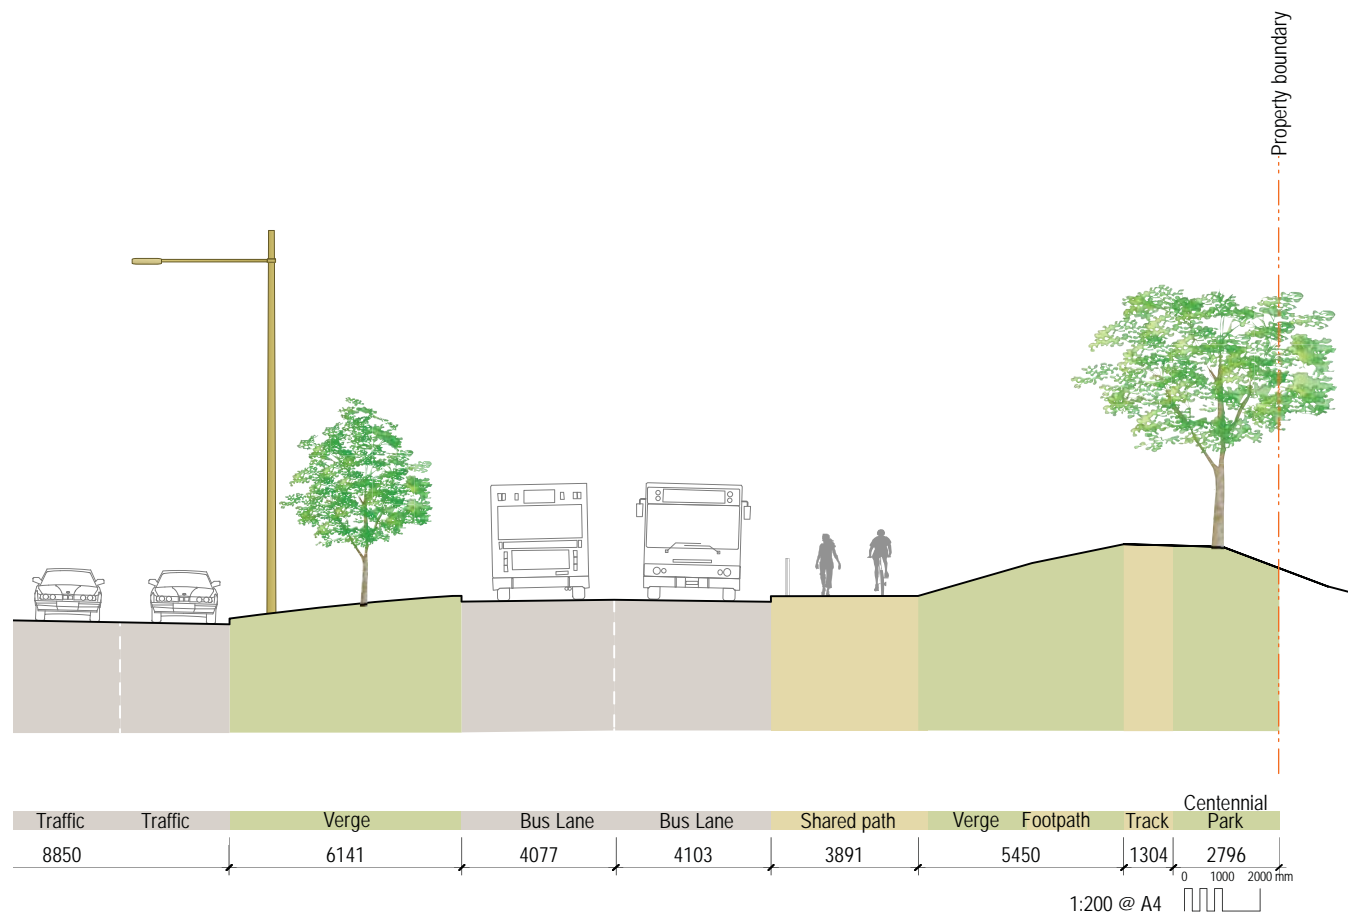 Property boundary
Centennial
Traffic Traffic Verge Bus Lane Bus Lane Shared path Verge Footpath Track Park
8850 6141 4077 4103 3891 5450 1304 2796
0 1000 2000 mm
1:200 @ A4